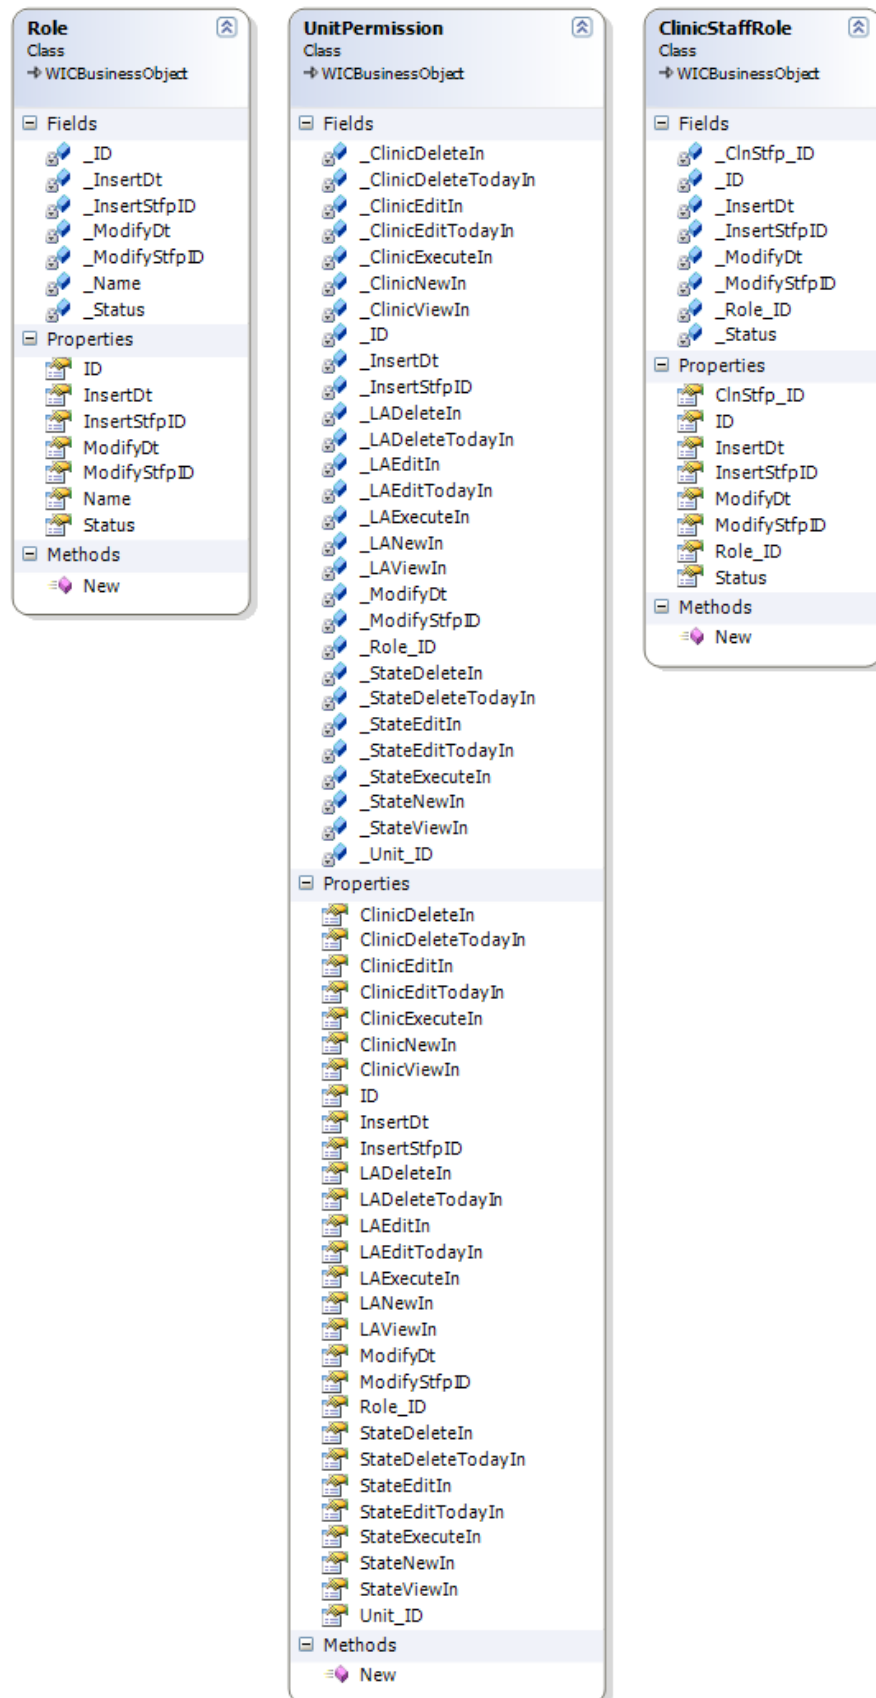 Role
Class
WICBusinessObject
Fields
_ID
_InsertDt
_InsertStfpID
_ModifyDt
_ModifyStfpID
_Name
_Status
Properties
ID
InsertDt
InsertStfpID
ModifyDt
ModifyStfpID
Name
Status
Methods
New
UnitPermission
Class
WICBusinessObject
Fields
_ClinicDeleteIn
_ClinicDeleteTodayIn
_ClinicEditIn
_ClinicEditTodayIn
_ClinicExecuteIn
_ClinicNewIn
_ClinicViewIn
_ID
_InsertDt
_InsertStfpID
_LADeleteIn
_LADeleteTodayIn
_LAEditIn
_LAEditTodayIn
_LAExecuteIn
_LANewIn
_LAViewIn
_ModifyDt
_ModifyStfpID
_Role_ID
_StateDeleteIn
_StateDeleteTodayIn
_StateEditIn
_StateEditTodayIn
_StateExecuteIn
_StateNewIn
_StateViewIn
_Unit_ID
Properties
ClinicDeleteIn
ClinicDeleteTodayIn
ClinicEditIn
ClinicEditTodayIn
ClinicExecuteIn
ClinicNewIn
ClinicViewIn
ID
InsertDt
InsertStfpID
LADeleteIn
LADeleteTodayIn
LAEditIn
LAEditTodayIn
LAExecuteIn
LANewIn
LAViewIn
ModifyDt
ModifyStfpID
Role_ID
StateDeleteIn
StateDeleteTodayIn
StateEditIn
StateEditTodayIn
StateExecuteIn
StateNewIn
StateViewIn
Unit_ID
Methods
New
ClinicStaffRole
Class
WICBusinessObject
Fields
_ClnStfp_ID
_ID
_InsertDt
_InsertStfpID
_ModifyDt
_ModifyStfpID
_Role_ID
_Status
Properties
ClnStfp_ID
ID
InsertDt
InsertStfpID
ModifyDt
ModifyStfpID
Role_ID
Status
Methods
New